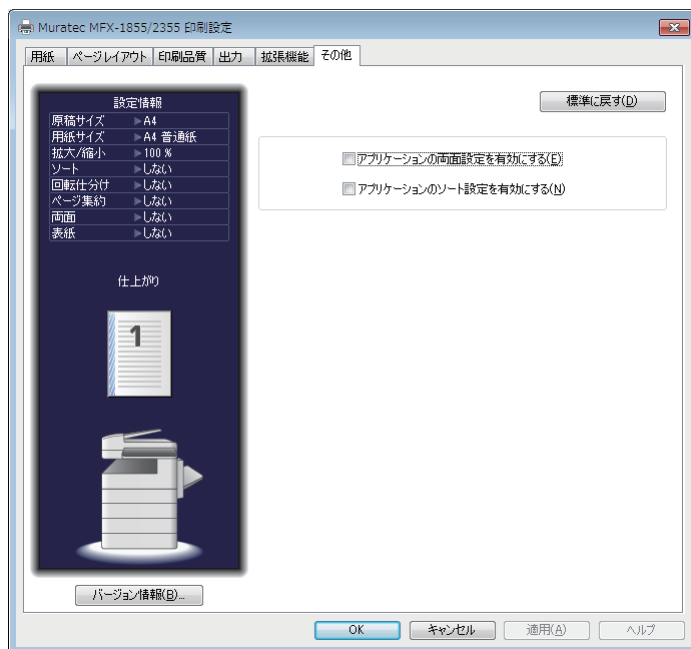 Muratec MFX-1855/2355 印刷設定
用紙 ページレイアウト 印刷品質 出力 拡張機能 その他
設定情報
原稿サイズ ▶A4
用紙サイズ ▶A4 普通紙
拡大/縮小 ▶100 %
ソート ▶しない
回転仕分け ▶しない
ページ集約 ▶しない
両面 ▶しない
表紙 ▶しない
仕上がり
1
バージョン情報(B)...
標準に戻す(D)
アプリケーションの両面設定を有効にする(E)
アプリケーションのソート設定を有効にする(N)
OK キャンセル 適用(A) ヘルプ